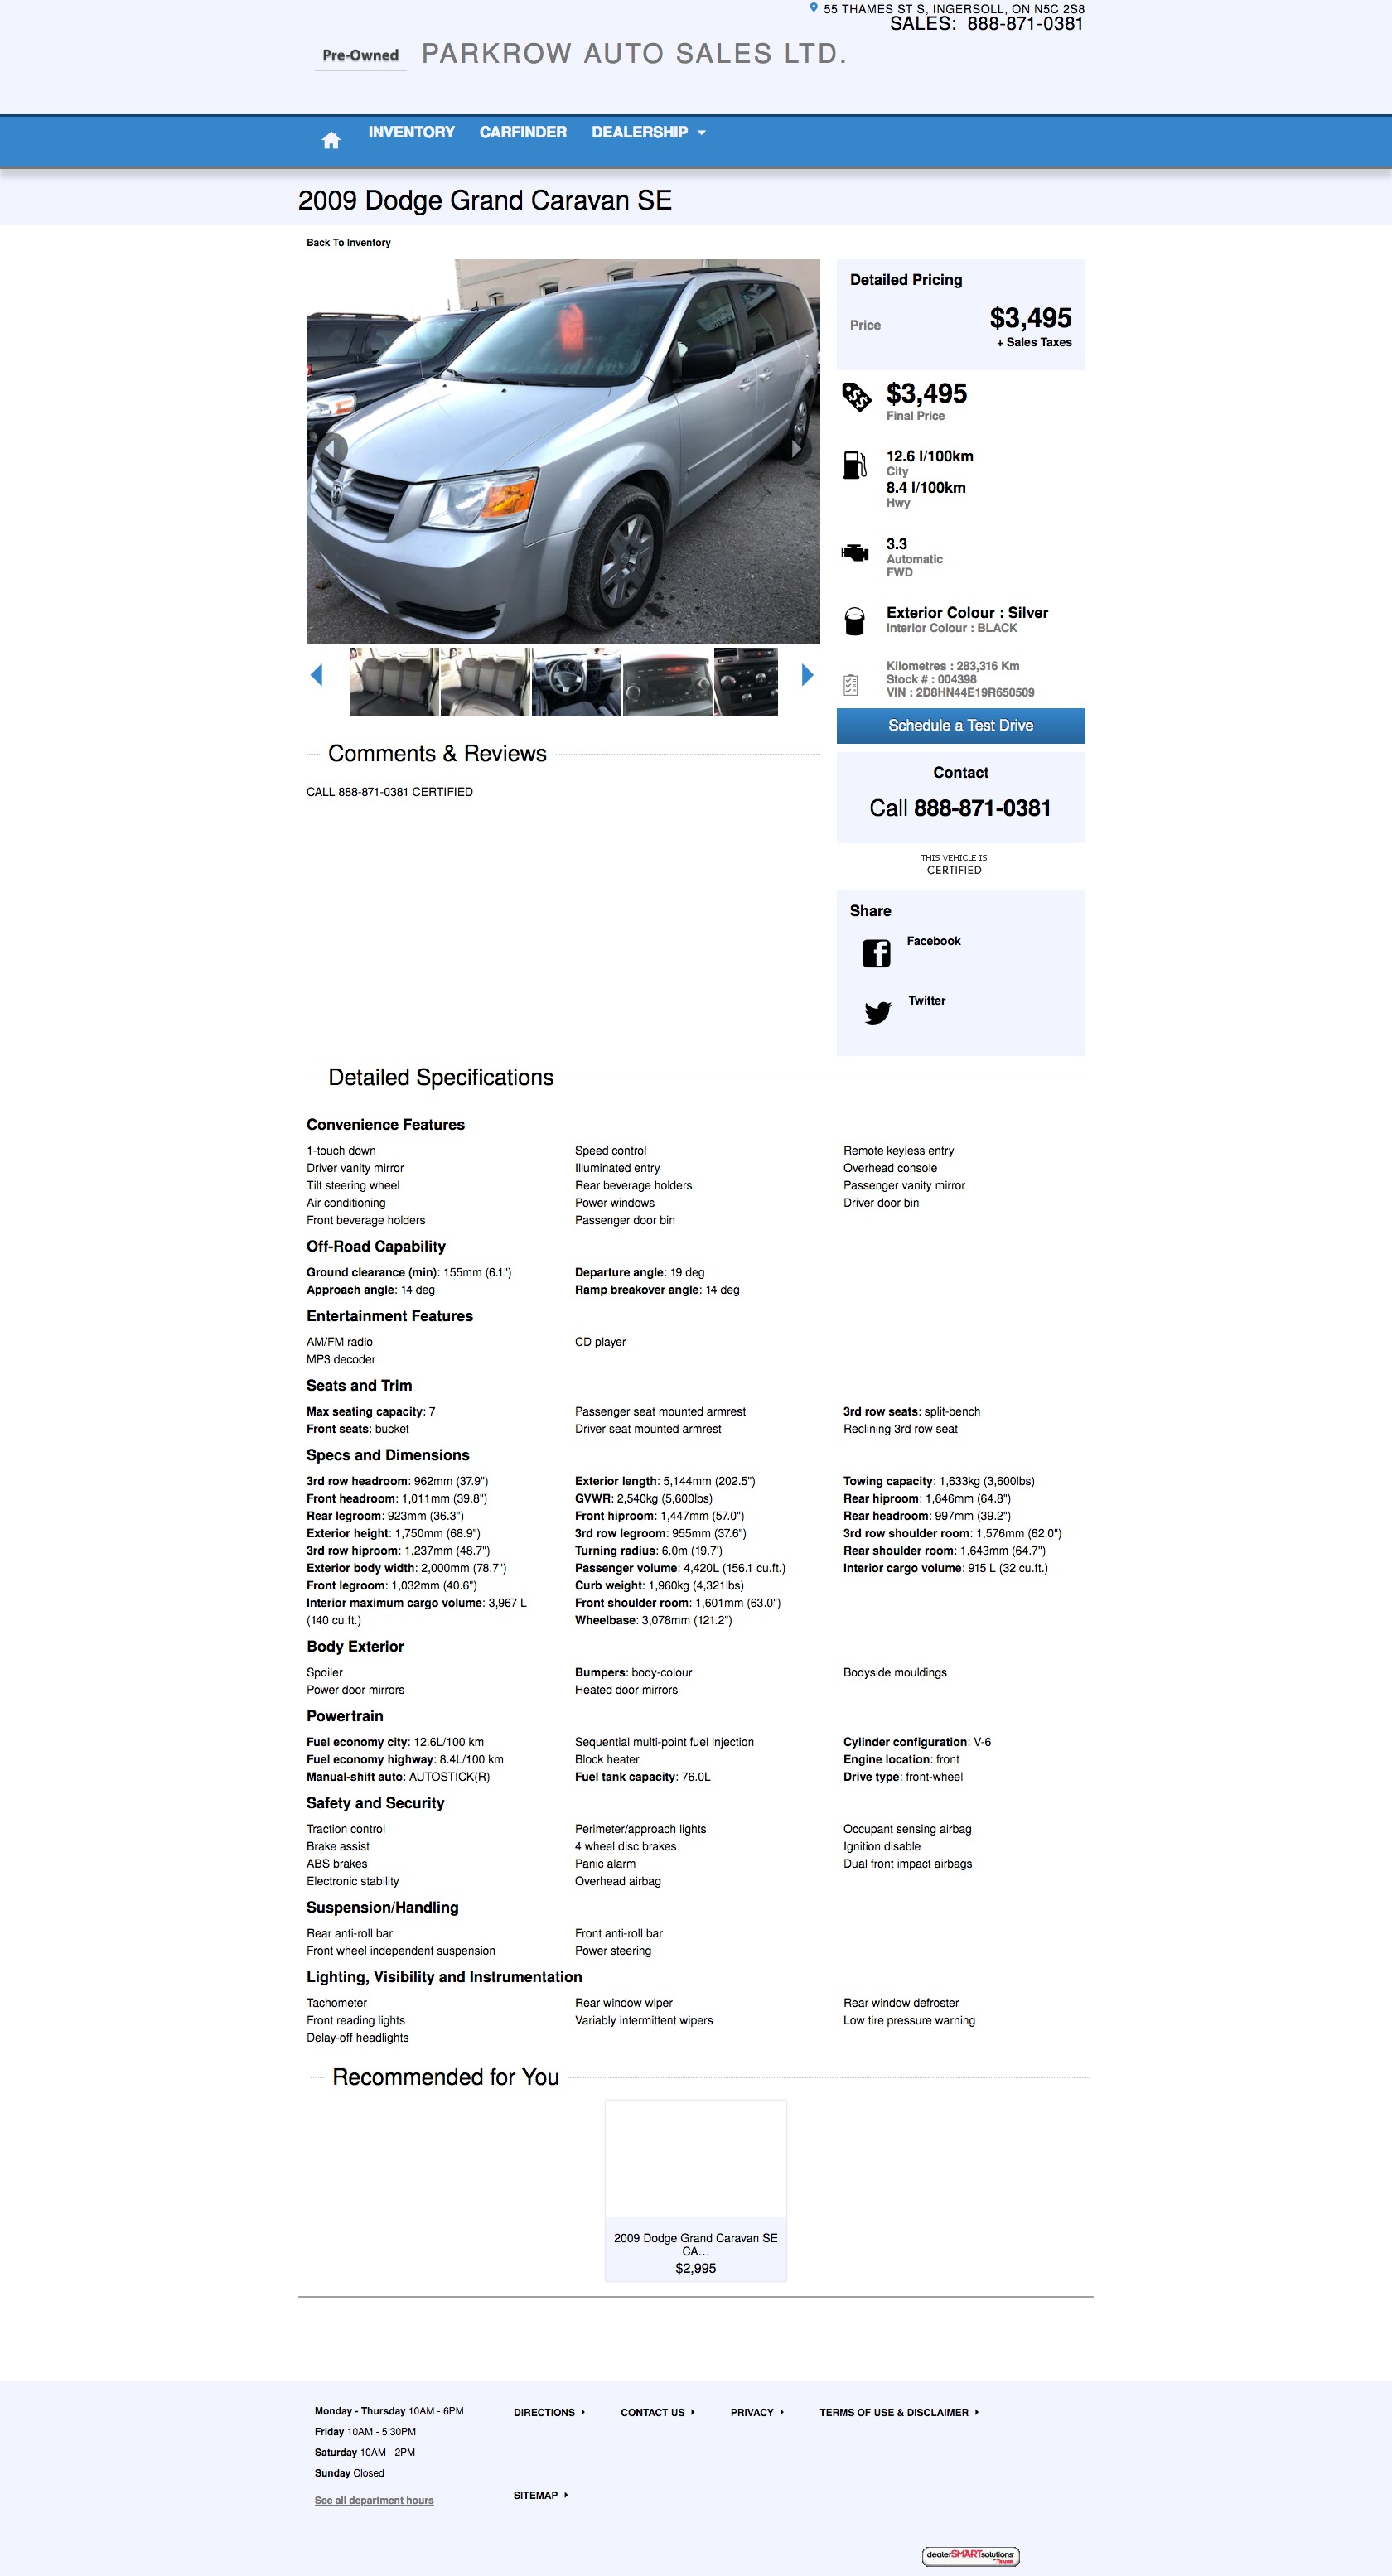 55 THAMES ST S, INGERSOLL, ON N5C 2S8
SALES: 888-871-0381
Pre-Owned
PARKROW AUTO SALES LTD.
INVENTORY CARFINDER DEALERSHIP
2009 Dodge Grand Caravan SE
Back To Inventory
Detailed Pricing
Price $3,495
+ Sales Taxes
$3,495
Final Price
12.6 l/100km
City
8.4 l/100km
Hwy
3.3
Automatic
FWD
Exterior Colour : Silver
Interior Colour : BLACK
Kilometres : 283,316 Km
Stock # : 004398
VIN : 2D8HN44E19R650509
Schedule a Test Drive
Comments & Reviews
CALL 888-871-0381 CERTIFIED
Contact
Call 888-871-0381
THIS VEHICLE IS
CERTIFIED
Share
Facebook
Twitter
Detailed Specifications
Convenience Features
1-touch down Speed control Remote keyless entry
Driver vanity mirror Illuminated entry Overhead console
Tilt steering wheel Rear beverage holders Passenger vanity mirror
Air conditioning Power windows Driver door bin
Front beverage holders Passenger door bin
Off-Road Capability
Ground clearance (min): 155mm (6.1") Departure angle: 19 deg
Approach angle: 14 deg Ramp breakover angle: 14 deg
Entertainment Features
AM/FM radio CD player
MP3 decoder
Seats and Trim
Max seating capacity: 7 Passenger seat mounted armrest 3rd row seats: split-bench
Front seats: bucket Driver seat mounted armrest Reclining 3rd row seat
Specs and Dimensions
3rd row headroom: 962mm (37.9") Exterior length: 5,144mm (202.5") Towing capacity: 1,633kg (3,600lbs)
Front headroom: 1,011mm (39.8") GVWR: 2,540kg (5,600lbs) Rear hiproom: 1,646mm (64.8")
Rear legroom: 923mm (36.3") Front hiproom: 1,447mm (57.0") Rear headroom: 997mm (39.2")
Exterior height: 1,750mm (68.9") 3rd row legroom: 955mm (37.6") 3rd row shoulder room: 1,576mm (62.0")
3rd row hiproom: 1,237mm (48.7") Turning radius: 6.0m (19.7') Rear shoulder room: 1,643mm (64.7")
Exterior body width: 2,000mm (78.7") Passenger volume: 4,420L (156.1 cu.ft.) Interior cargo volume: 915 L (32 cu.ft.)
Front legroom: 1,032mm (40.6") Curb weight: 1,960kg (4,321lbs)
Interior maximum cargo volume: 3,967 L Front shoulder room: 1,601mm (63.0")
(140 cu.ft.) Wheelbase: 3,078mm (121.2")
Body Exterior
Spoiler Bumpers: body-colour Bodyside mouldings
Power door mirrors Heated door mirrors
Powertrain
Fuel economy city: 12.6L/100 km Sequential multi-point fuel injection Cylinder configuration: V-6
Fuel economy highway: 8.4L/100 km Block heater Engine location: front
Manual-shift auto: AUTOSTICK(R) Fuel tank capacity: 76.0L Drive type: front-wheel
Safety and Security
Traction control Perimeter/approach lights Occupant sensing airbag
Brake assist 4 wheel disc brakes Ignition disable
ABS brakes Panic alarm Dual front impact airbags
Electronic stability Overhead airbag
Suspension/Handling
Rear anti-roll bar Front anti-roll bar
Front wheel independent suspension Power steering
Lighting, Visibility and Instrumentation
Tachometer Rear window wiper Rear window defroster
Front reading lights Variably intermittent wipers Low tire pressure warning
Delay-off headlights
Recommended for You
2009 Dodge Grand Caravan SE
CA...
$2,995
Monday - Thursday 10AM - 6PM
Friday 10AM - 5:30PM
Saturday 10AM - 2PM
Sunday Closed
See all department hours
DIRECTIONS CONTACT US PRIVACY TERMS OF USE & DISCLAIMER
SITEMAP
dealerSMARTsolutions